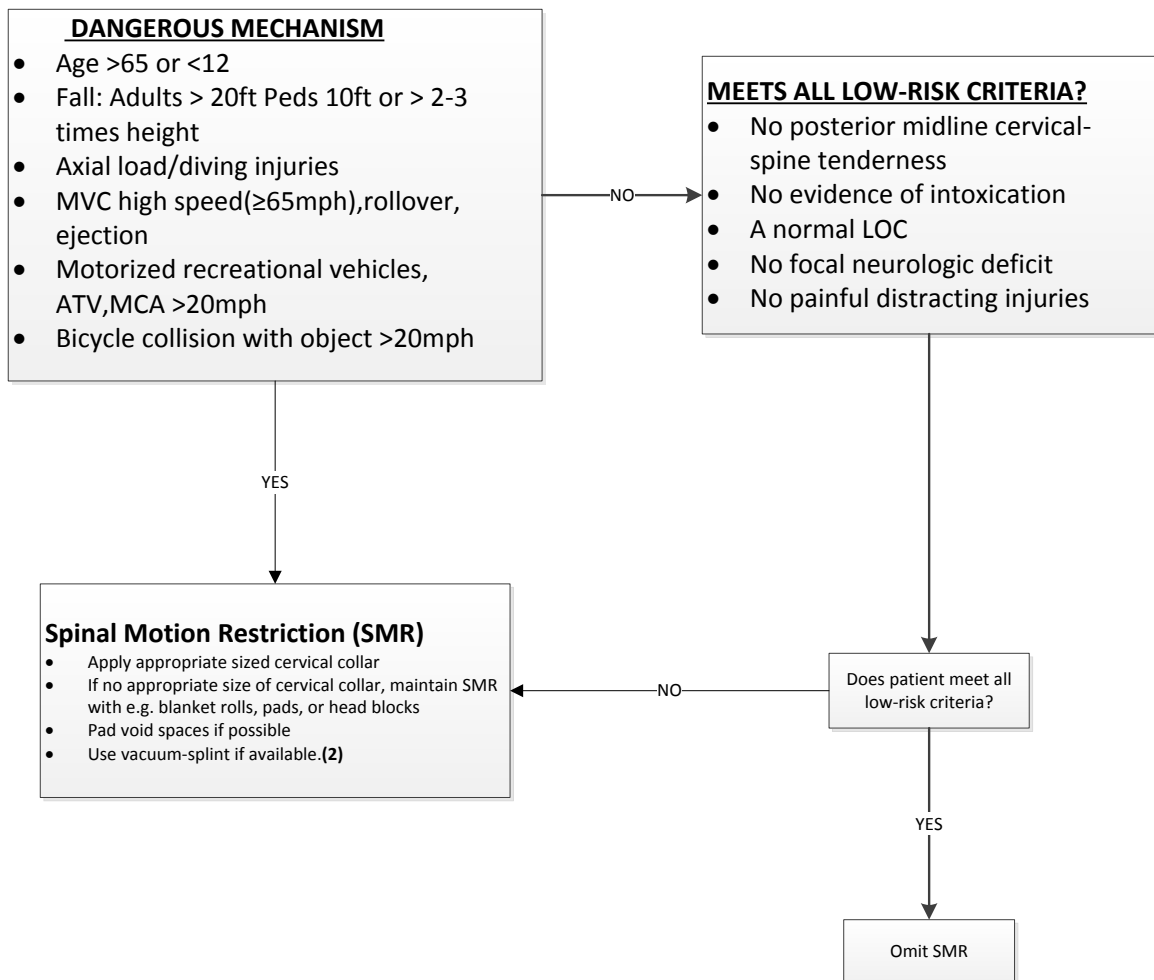 DANGEROUS MECHANISM
• Age >65 or <12
• Fall: Adults > 20ft Peds 10ft or > 2-3
times height
• Axial load/diving injuries
• MVC high speed(≥65mph),rollover,
ejection
• Motorized recreational vehicles,
ATV,MCA >20mph
• Bicycle collision with object >20mph
NO
MEETS ALL LOW-RISK CRITERIA?
• No posterior midline cervical-
spine tenderness
• No evidence of intoxication
• A normal LOC
• No focal neurologic deficit
• No painful distracting injuries
YES
Spinal Motion Restriction (SMR)
• Apply appropriate sized cervical collar
• If no appropriate size of cervical collar, maintain SMR
with e.g. blanket rolls, pads, or head blocks
• Pad void spaces if possible
• Use vacuum-splint if available.(2)
NO
Does patient meet all
low-risk criteria?
YES
Omit SMR